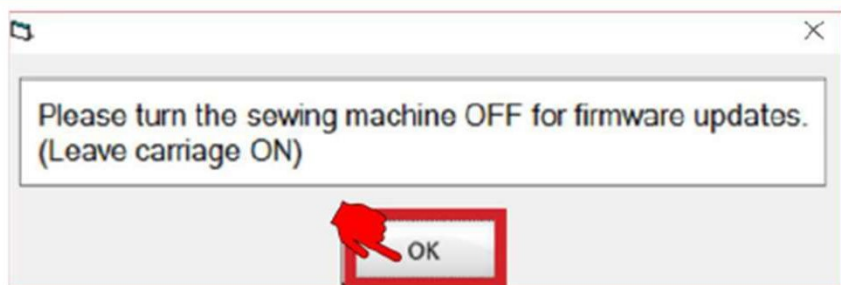 Please turn the sewing machine OFF for firmware updates.
(Leave carriage ON)
OK